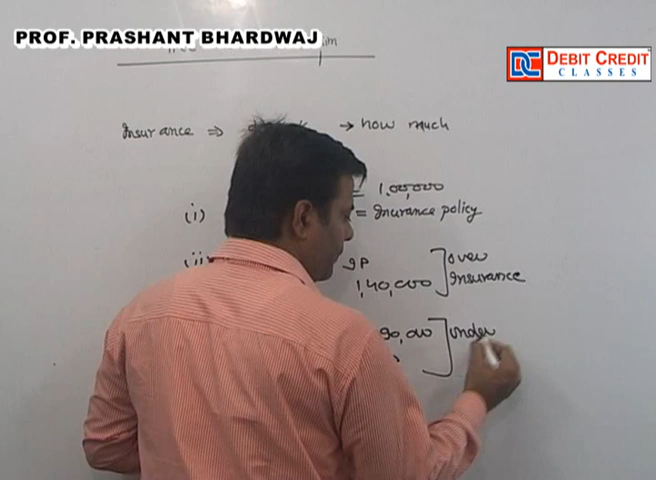 PROF. PRASHANT BHARDWAJ
DEBIT CREDIT
CLASSES
Insurance ⇒ → how much
= 1,00,000
(i) = Insurance policy
(ii) IP over
1,40,000 Insurance
90,000 under